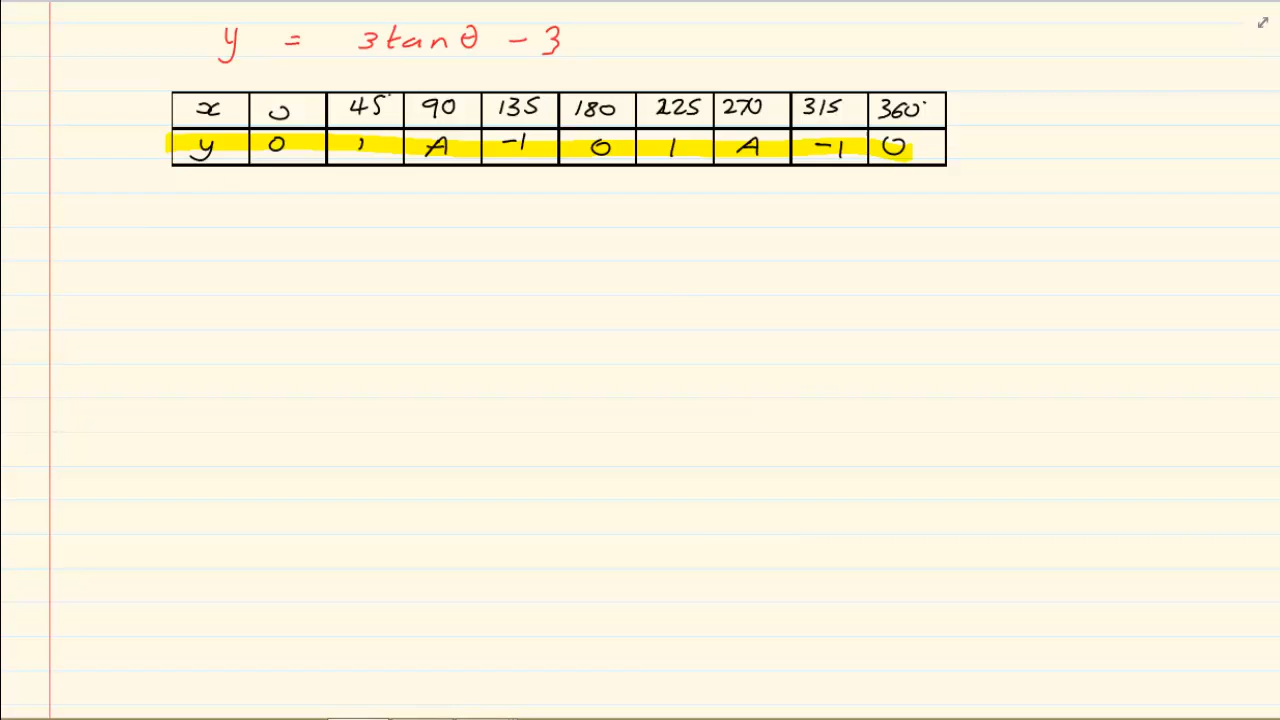 y = 3tanθ - 3
x 0 45° 90 135 180 225 270 315 360°
y 0 1 A -1 0 1 A -1 0